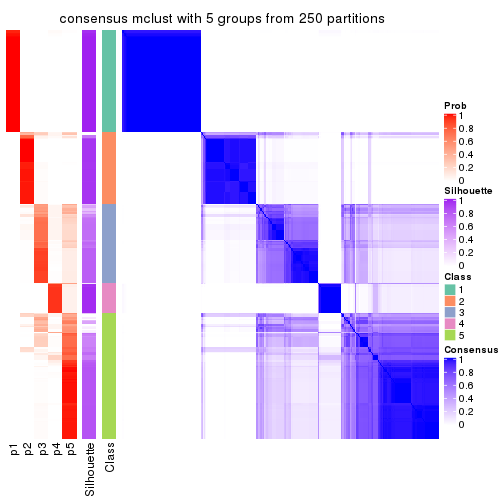 consensus mclust with 5 groups from 250 partitions
Prob
1
0.8
0.6
0.4
0.2
0
Silhouette
1
0.8
0.6
0.4
0.2
0
Class
1
2
3
4
5
Consensus
1
0.8
0.6
0.4
0.2
0
p1
p2
p3
p4
p5
Silhouette
Class